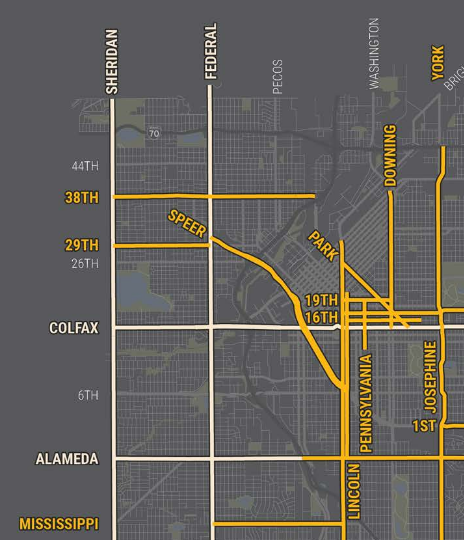 SHERIDAN
FEDERAL
PECOS
WASHINGTON
YORK
BRIG
70
DOWNING
44TH
38TH
SPEER
29TH
PARK
26TH
19TH
16TH
COLFAX
PENNSYLVANIA
JOSEPHINE
6TH
1ST
ALAMEDA
LINCOLN
MISSISSIPPI